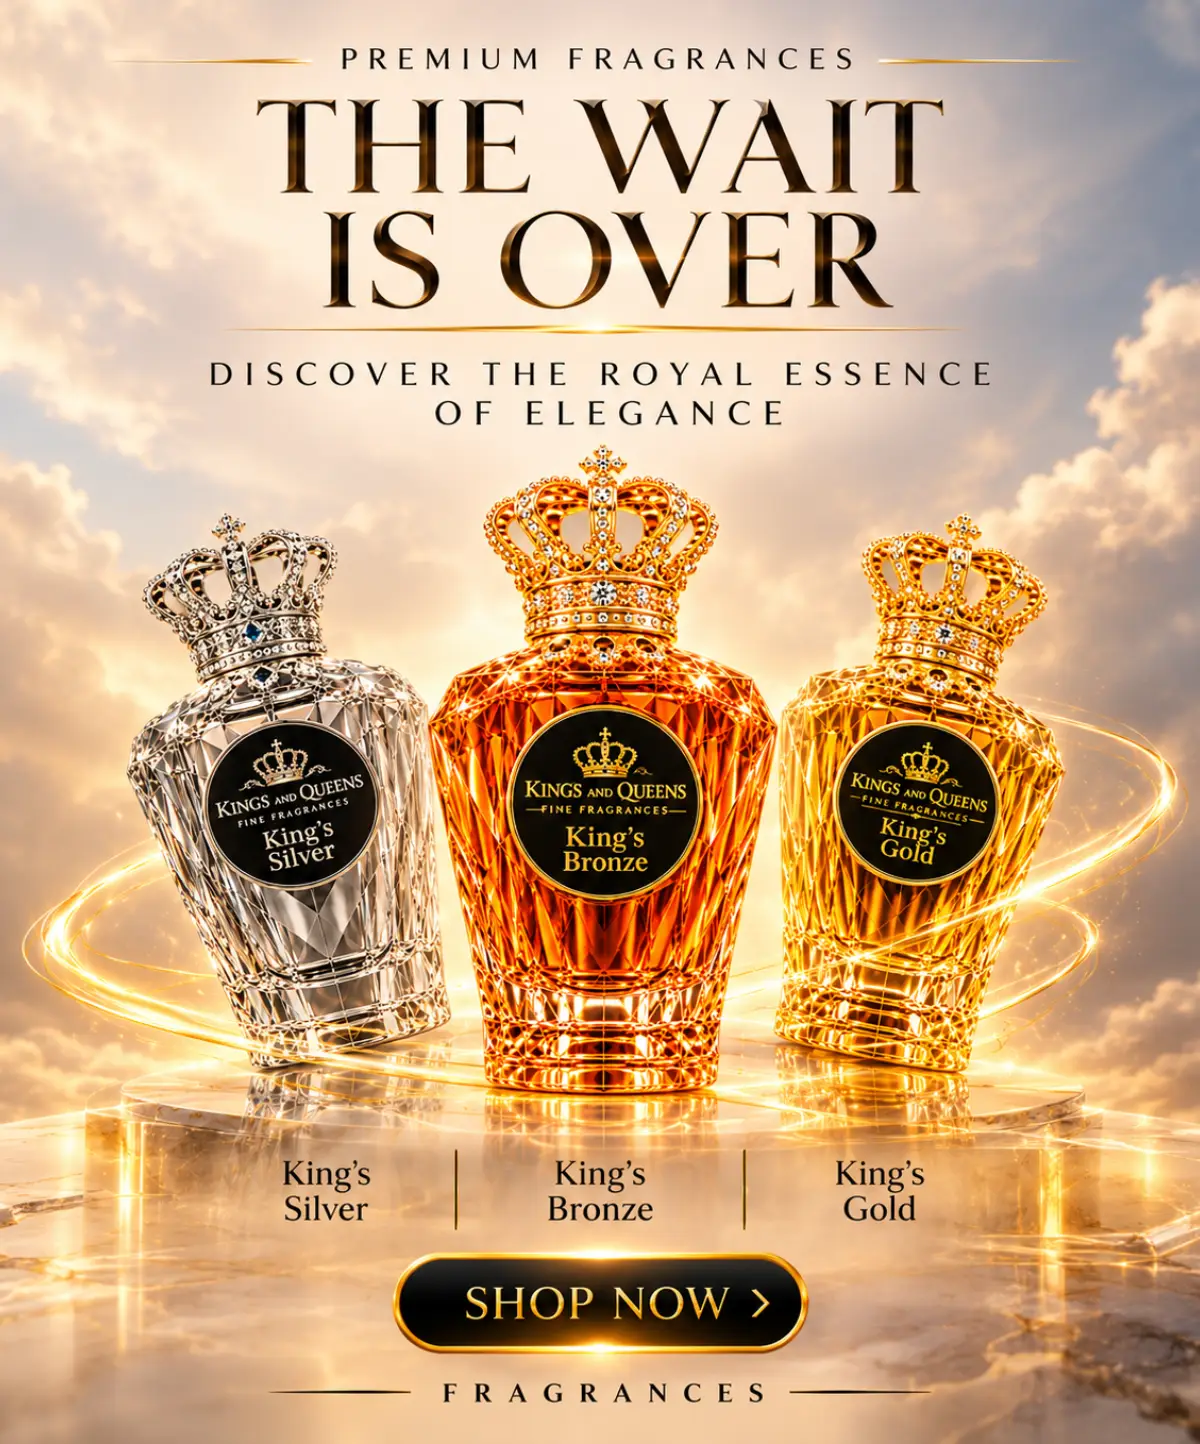 PREMIUM FRAGRANCES
THE WAIT
IS OVER
DISCOVER THE ROYAL ESSENCE
OF ELEGANCE
KINGS AND QUEENS
FINE FRAGRANCES
King's
Silver
KINGS AND QUEENS
FINE FRAGRANCES
King's
Bronze
KINGS AND QUEENS
FINE FRAGRANCES
King's
Gold
King's
Silver
King's
Bronze
King's
Gold
SHOP NOW >
FRAGRANCES